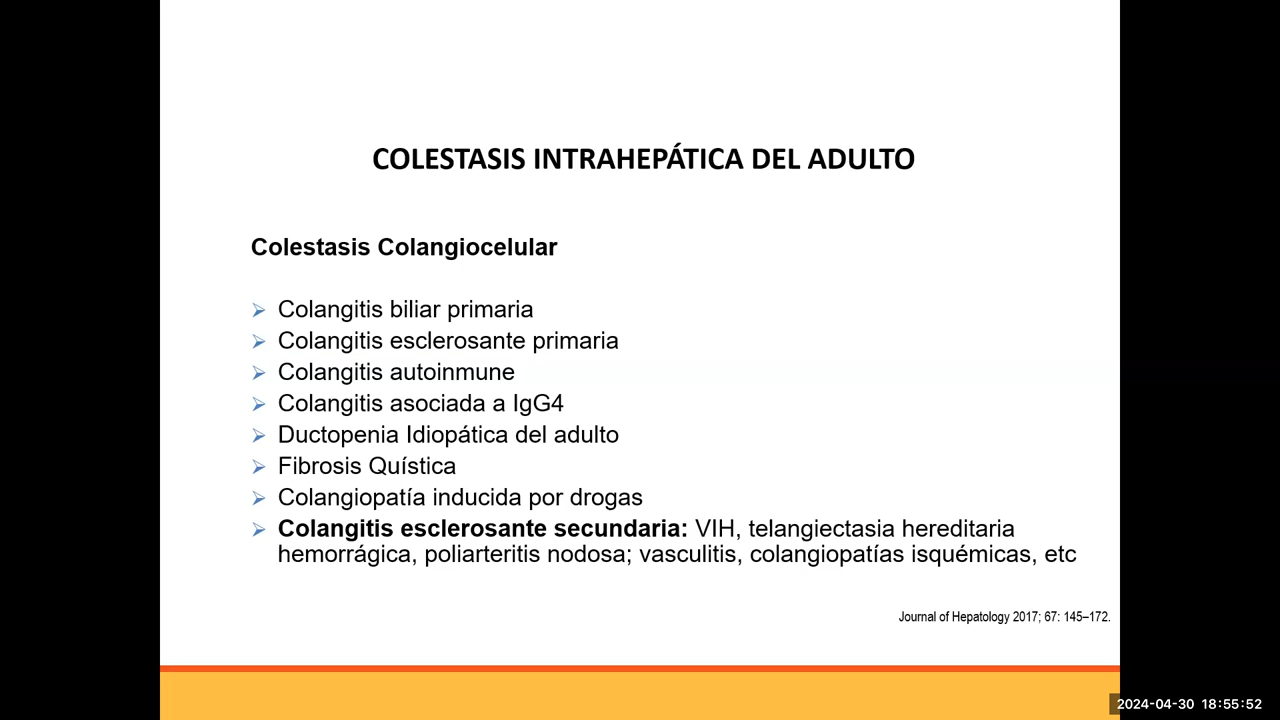 COLESTASIS INTRAHEPÁTICA DEL ADULTO
Colestasis Colangiocelular
Colangitis biliar primaria
Colangitis esclerosante primaria
Colangitis autoinmune
Colangitis asociada a IgG4
Ductopenia Idiopática del adulto
Fibrosis Quística
Colangiopatía inducida por drogas
Colangitis esclerosante secundaria: VIH, telangiectasia hereditaria
hemorrágica, poliarteritis nodosa; vasculitis, colangiopatías isquémicas, etc
Journal of Hepatology 2017; 67: 145–172.
2024-04-30 18:55:52